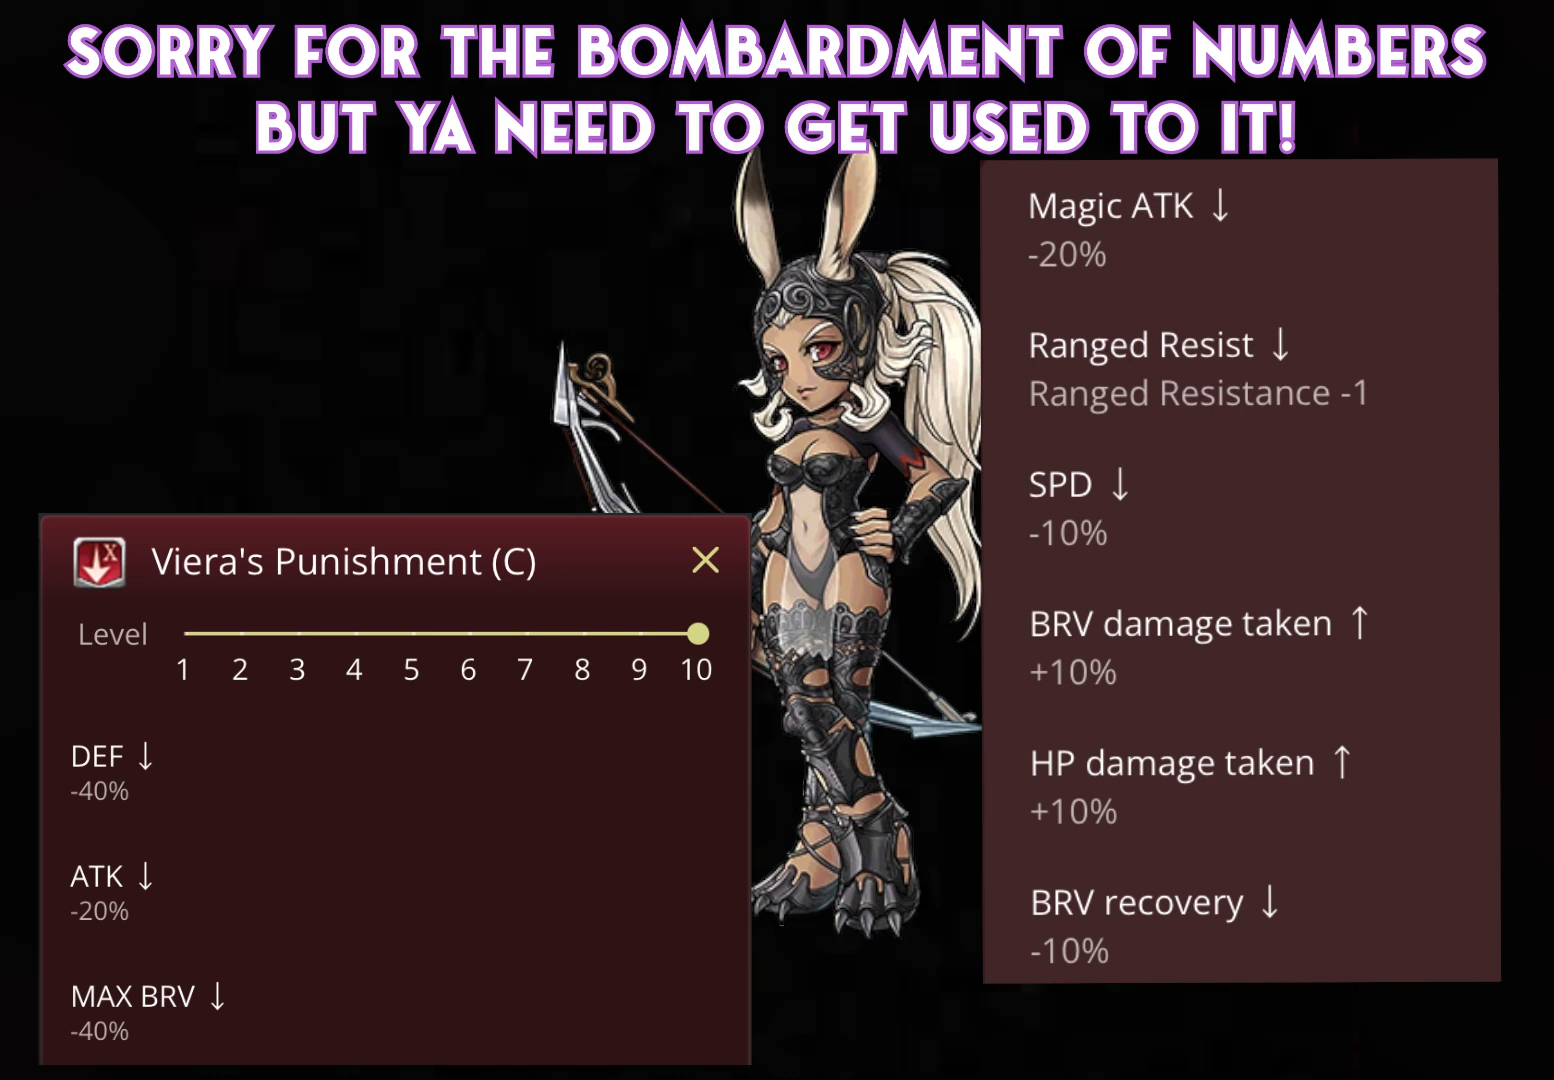 SORRY FOR THE BOMBARDMENT OF NUMBERS
BUT YA NEED TO GET USED TO IT!
Viera's Punishment (C)
Level
1 2 3 4 5 6 7 8 9 10
DEF ↓
-40%
ATK ↓
-20%
MAX BRV ↓
-40%
Magic ATK ↓
-20%
Ranged Resist ↓
Ranged Resistance -1
SPD ↓
-10%
BRV damage taken ↑
+10%
HP damage taken ↑
+10%
BRV recovery ↓
-10%